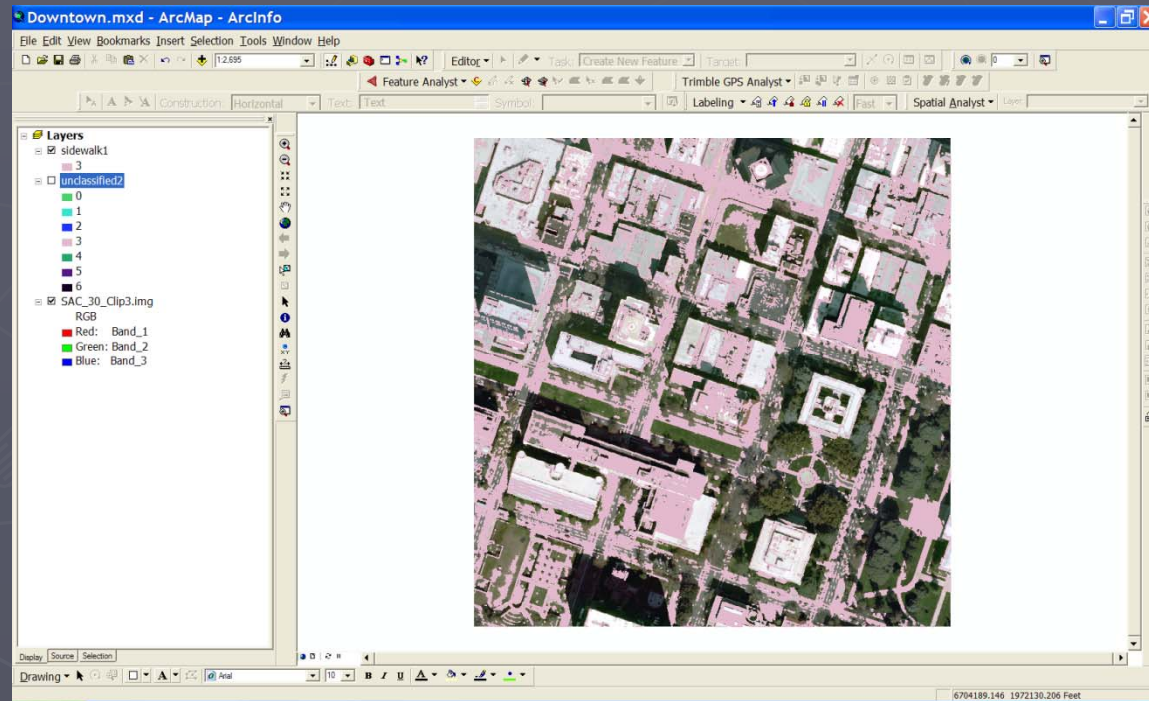 Downtown.mxd - ArcMap - ArcInfo
File Edit View Bookmarks Insert Selection Tools Window Help
1:2,695 Editor Task: Create New Feature Target: 0
Feature Analyst Trimble GPS Analyst
Construction: Horizontal Text: Text Symbol: Labeling Fast Spatial Analyst Layer:
Layers
sidewalk1
3
unclassified2
0
1
2
3
4
5
6
SAC_30_Clip3.img
RGB
Red: Band_1
Green: Band_2
Blue: Band_3
Display Source Selection
Drawing A Arial 10 B I U A
6704189.146 1972130.206 Feet